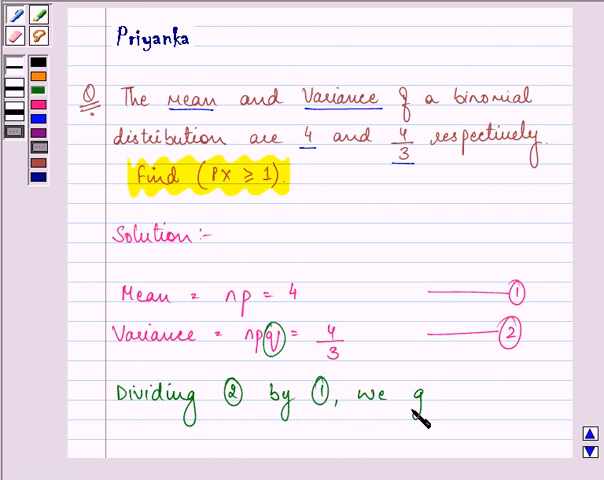 Priyanka
Q The mean and Variance of a binomial
distribution are 4 and 4/3 respectively.
Find (PX ⩾ 1).
Solution :-
Mean = np = 4 ——— ①
Variance = npq = 4/3 ——— ②
Dividing ② by ①, we g